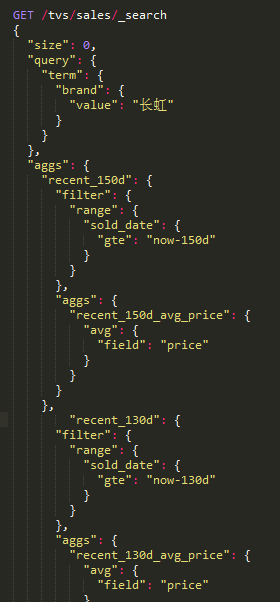 GET /tvs/sales/_search
{
  "size": 0,
  "query": {
    "term": {
      "brand": {
        "value": "长虹"
      }
    }
  },
  "aggs": {
    "recent_150d": {
      "filter": {
        "range": {
          "sold_date": {
            "gte": "now-150d"
          }
        }
      },
      "aggs": {
        "recent_150d_avg_price": {
          "avg": {
            "field": "price"
          }
        }
      }
    },
        "recent_130d": {
      "filter": {
        "range": {
          "sold_date": {
            "gte": "now-130d"
          }
        }
      },
      "aggs": {
        "recent_130d_avg_price": {
          "avg": {
            "field": "price"
          }